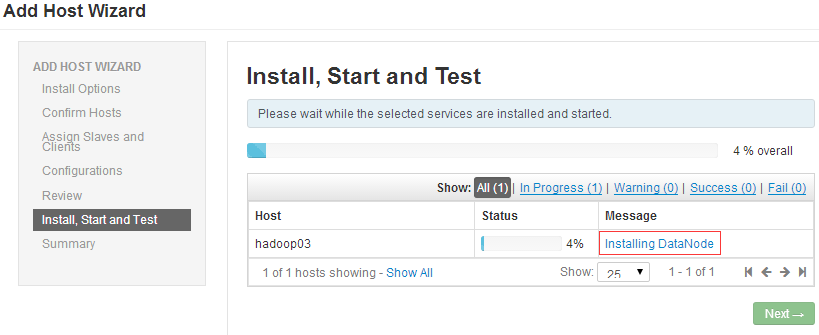 Add Host Wizard
ADD HOST WIZARD
Install Options
Confirm Hosts
Assign Slaves and
Clients
Configurations
Review
Install, Start and Test
Summary
Install, Start and Test
Please wait while the selected services are installed and started.
4 % overall
Show: All (1) | In Progress (1) | Warning (0) | Success (0) | Fail (0)
Host Status Message
hadoop03 4% Installing DataNode
1 of 1 hosts showing - Show All Show: 25 1 - 1 of 1
Next →